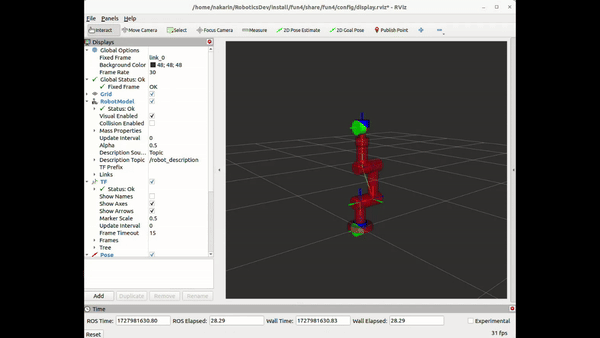 /home/nakarin/RoboticsDev/install/fun4/share/fun4/config/display.rviz* - RViz
File Panels Help
Interact Move Camera Select Focus Camera Measure 2D Pose Estimate 2D Goal Pose Publish Point
Displays
Global Options
Fixed Frame link_0
Background Color 48; 48; 48
Frame Rate 30
Global Status: Ok
Fixed Frame OK
Grid
RobotModel
Status: Ok
Visual Enabled
Collision Enabled
Mass Properties
Update Interval 0
Alpha 0.5
Description Sou... Topic
Description Topic /robot_description
TF Prefix
Links
TF
Status: Ok
Show Names
Show Axes
Show Arrows
Marker Scale 0.5
Update Interval 0
Frame Timeout 15
Frames
Tree
Pose
Add Duplicate Remove Rename
Time
ROS Time: 1727981630.80 ROS Elapsed: 28.29 Wall Time: 1727981630.83 Wall Elapsed: 28.29 Experimental
Reset 31 fps